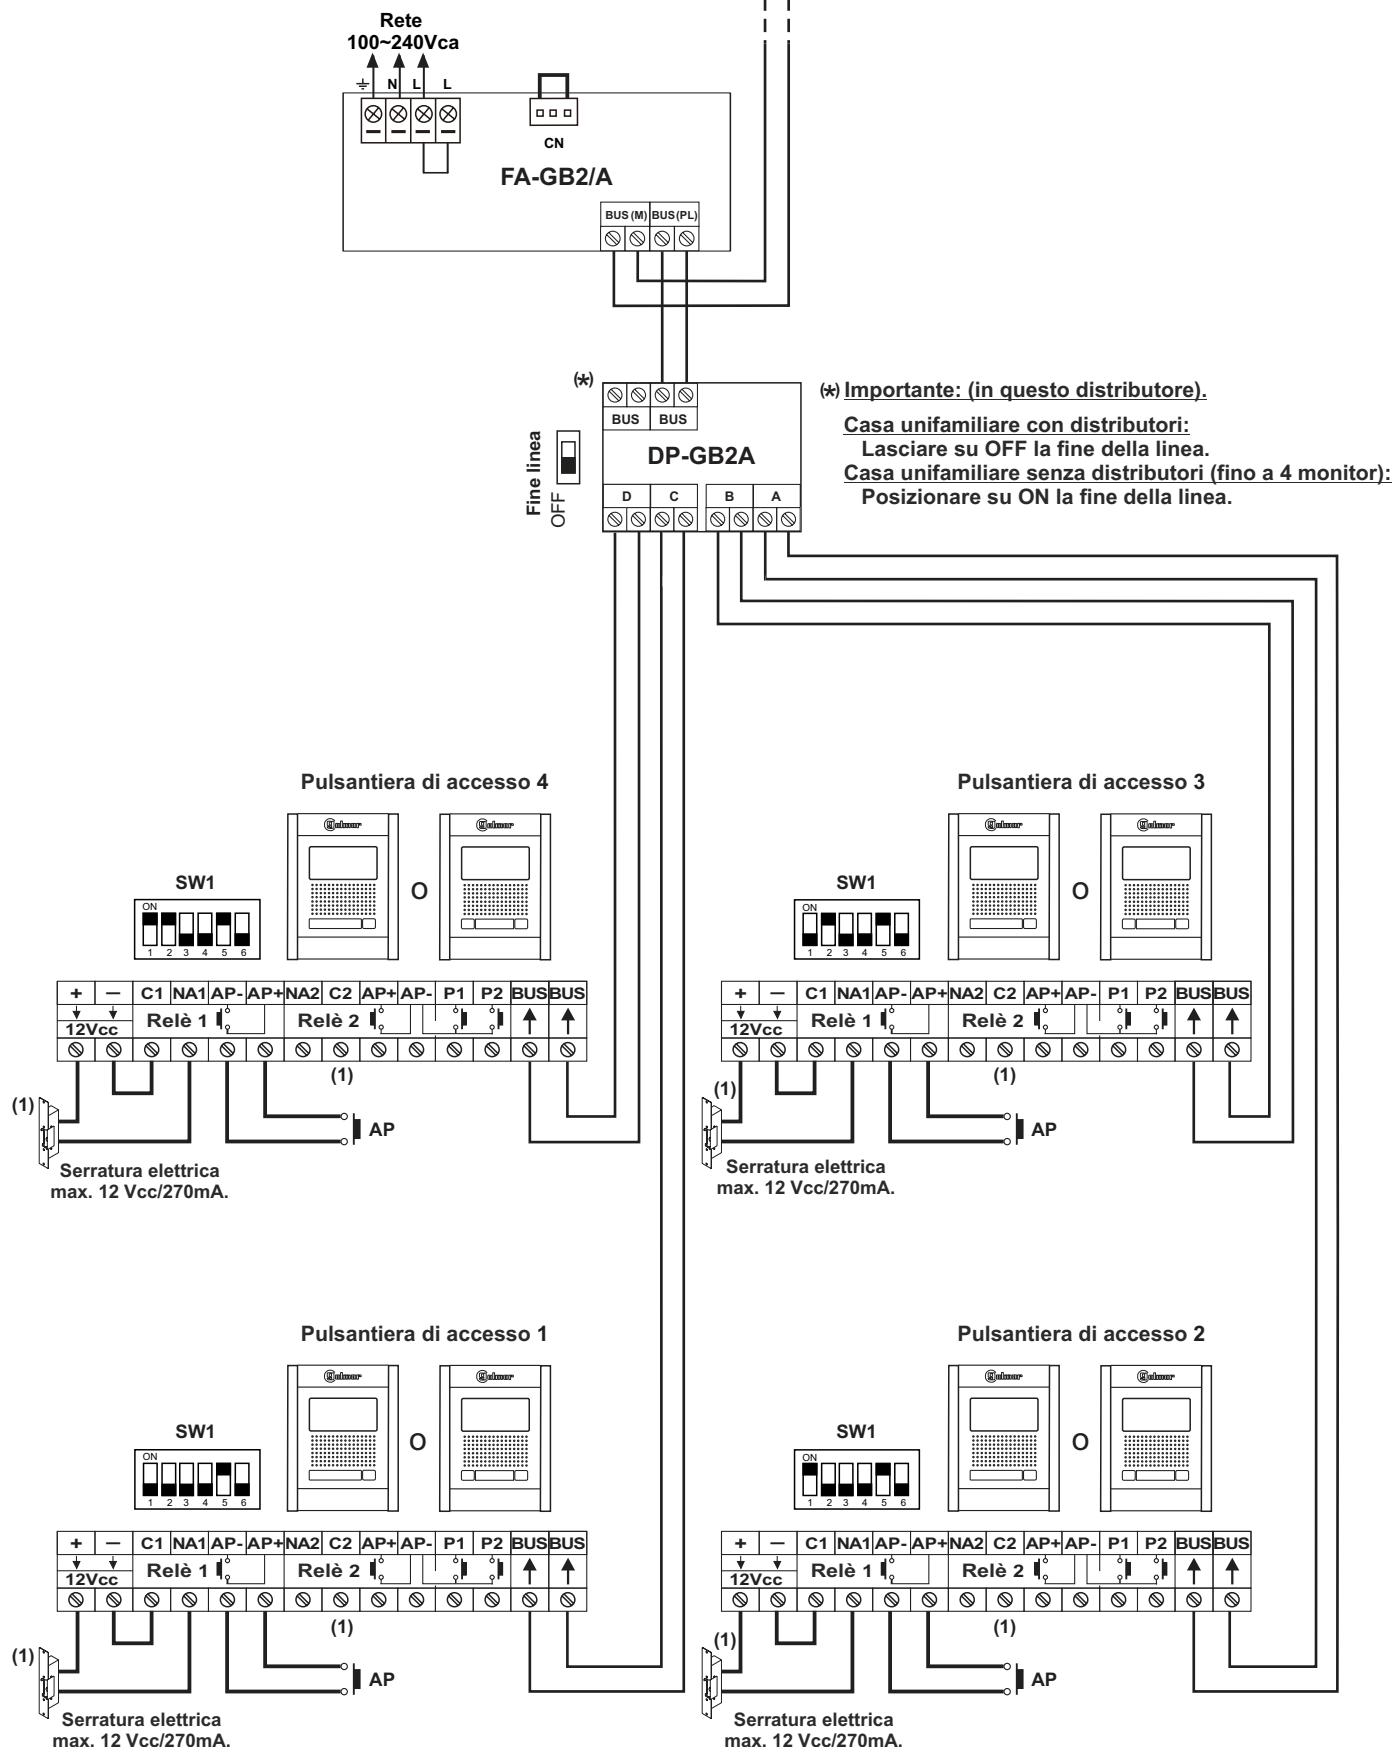 Rete
100~240Vca
N L L
CN
FA-GB2/A
BUS (M) BUS (PL)
(*)
BUS BUS
DP-GB2A
D C B A
Fine linea
OFF
(*) Importante: (in questo distributore).
Casa unifamiliare con distributori:
Lasciare su OFF la fine della linea.
Casa unifamiliare senza distributori (fino a 4 monitor):
Posizionare su ON la fine della linea.
Pulsantiera di accesso 4
Golmar Golmar
O
SW1
ON
1 2 3 4 5 6
+ — C1 NA1 AP- AP+ NA2 C2 AP+ AP- P1 P2 BUS BUS
12Vcc Relè 1 Relè 2
(1)
(1)
AP
Serratura elettrica
max. 12 Vcc/270mA.
Pulsantiera di accesso 3
Golmar Golmar
O
SW1
ON
1 2 3 4 5 6
+ — C1 NA1 AP- AP+ NA2 C2 AP+ AP- P1 P2 BUS BUS
12Vcc Relè 1 Relè 2
(1)
(1)
AP
Serratura elettrica
max. 12 Vcc/270mA.
Pulsantiera di accesso 1
Golmar Golmar
O
SW1
ON
1 2 3 4 5 6
+ — C1 NA1 AP- AP+ NA2 C2 AP+ AP- P1 P2 BUS BUS
12Vcc Relè 1 Relè 2
(1)
(1)
AP
Serratura elettrica
max. 12 Vcc/270mA.
Pulsantiera di accesso 2
Golmar Golmar
O
SW1
ON
1 2 3 4 5 6
+ — C1 NA1 AP- AP+ NA2 C2 AP+ AP- P1 P2 BUS BUS
12Vcc Relè 1 Relè 2
(1)
(1)
AP
Serratura elettrica
max. 12 Vcc/270mA.